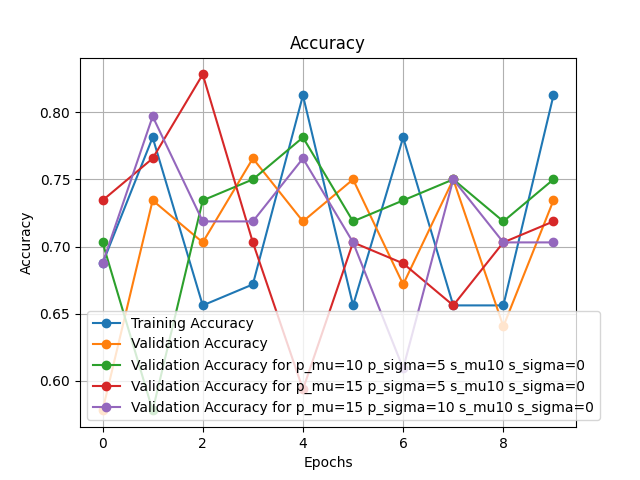 Accuracy
0.80
0.75
0.70
0.65
0.60
Accuracy
Training Accuracy
Validation Accuracy
Validation Accuracy for p_mu=10 p_sigma=5 s_mu10 s_sigma=0
Validation Accuracy for p_mu=15 p_sigma=5 s_mu10 s_sigma=0
Validation Accuracy for p_mu=15 p_sigma=10 s_mu10 s_sigma=0
0 2 4 6 8
Epochs